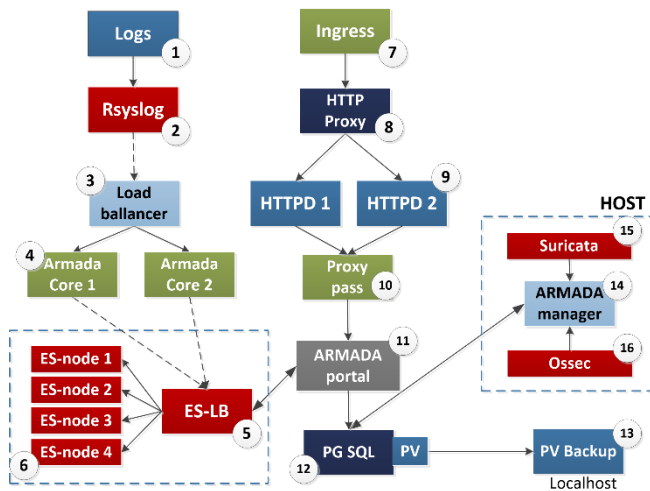 Logs
1
Rsyslog
2
3
Load
ballancer
4
Armada
Core 1
Armada
Core 2
ES-node 1
ES-node 2
ES-node 3
ES-node 4
6
ES-LB
5
Ingress
7
HTTP
Proxy
8
9
HTTPD 1
HTTPD 2
Proxy
pass
10
11
ARMADA
portal
PG SQL
12
PV
HOST
15
Suricata
ARMADA
manager
14
16
Ossec
13
PV Backup
Localhost